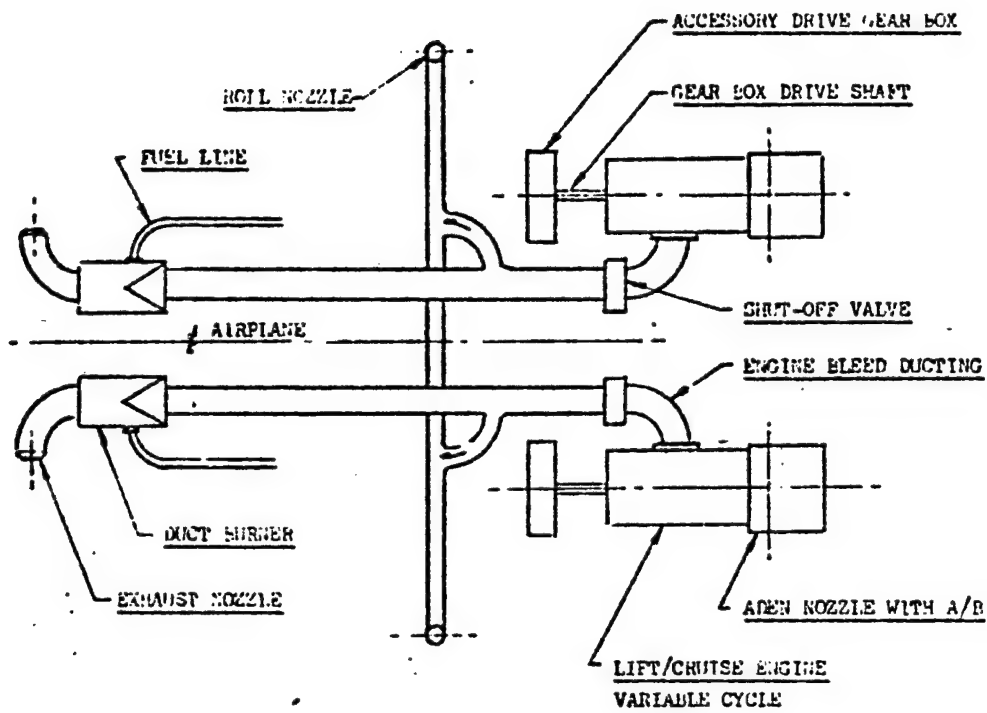 ACCESSORY DRIVE GEAR BOX
ROLL NOZZLE
GEAR BOX DRIVE SHAFT
FUEL LINE
AIRPLANE
SHUT-OFF VALVE
ENGINE BLEED DUCTING
DUCT BURNER
EXHAUST NOZZLE
ADEN NOZZLE WITH A/B
LIFT/CRUISE ENGINE
VARIABLE CYCLE